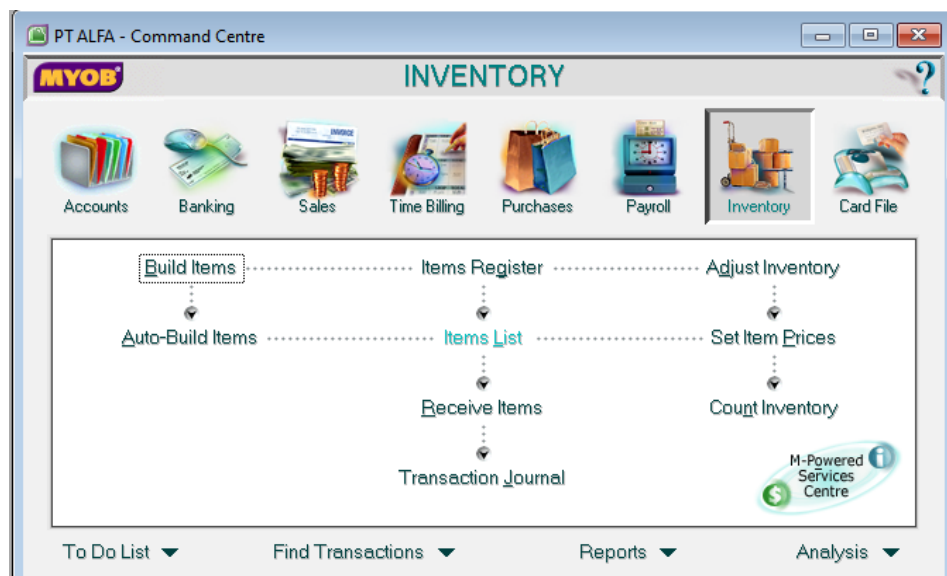 PT ALFA - Command Centre
MYOB INVENTORY ?
INVOICE
Accounts Banking Sales Time Billing Purchases Payroll Inventory Card File
Build Items Items Register Adjust Inventory
Auto-Build Items Items List Set Item Prices
Receive Items Count Inventory
Transaction Journal
M-Powered
Services
Centre
To Do List Find Transactions Reports Analysis